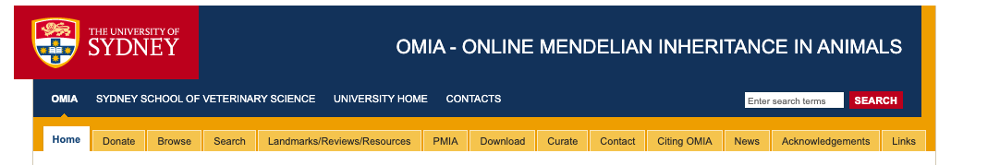 THE UNIVERSITY OF
SYDNEY
OMIA - ONLINE MENDELIAN INHERITANCE IN ANIMALS
OMIA SYDNEY SCHOOL OF VETERINARY SCIENCE UNIVERSITY HOME CONTACTS Enter search terms SEARCH
Home Donate Browse Search Landmarks/Reviews/Resources PMIA Download Curate Contact Citing OMIA News Acknowledgements Links